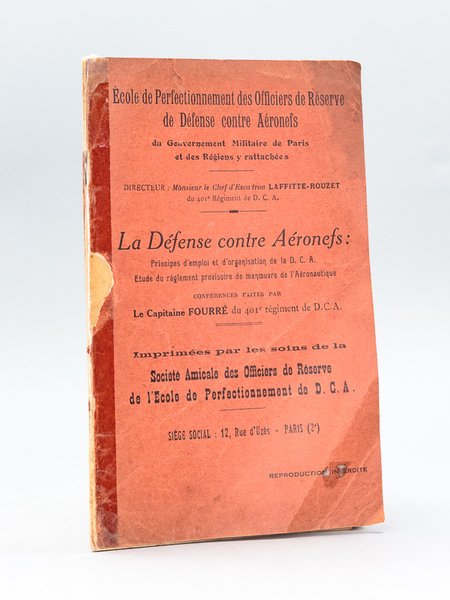 École de Perfectionnement des Officiers de Réserve
de Défense contre Aéronefs
du Gouvernement Militaire de Paris
et des Régions y rattachées
DIRECTEUR : Monsieur le Chef d'Escadron LAFFITTE-ROUZET
du 401e Régiment de D. C. A.
La Défense contre Aéronefs :
Principes d'emploi et d'organisation de la D. C. A.
Etude du règlement provisoire de manœuvre de l'Aéronautique
CONFÉRENCES FAITES PAR
Le Capitaine FOURRÉ du 401e régiment de D.C.A.
Imprimées par les soins de la
Société Amicale des Officiers de Réserve
de l'Ecole de Perfectionnement de D. C. A.
SIÈGE SOCIAL : 12, Rue d'Uzès - PARIS (2e)
REPRODUCTION INTERDITE